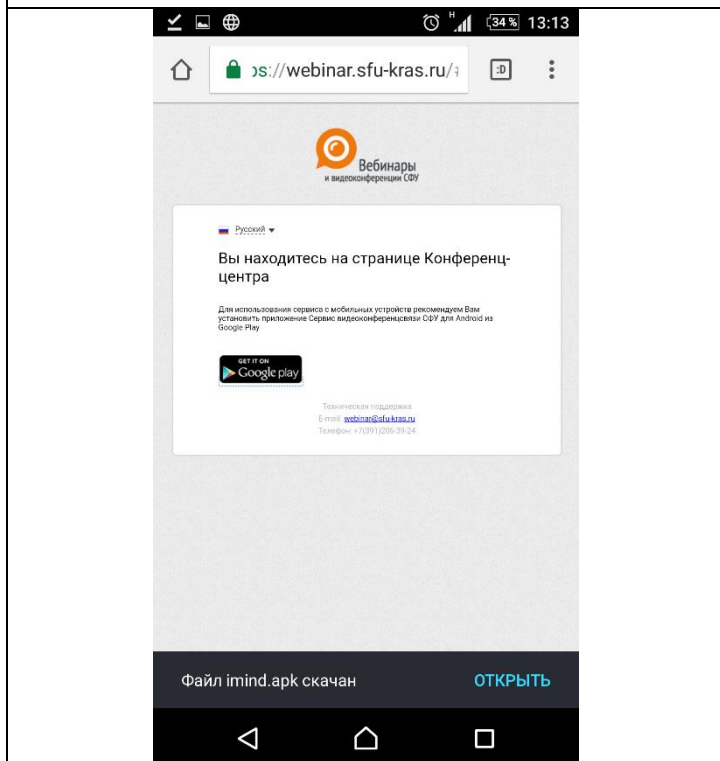 H 34 % 13:13
ps://webinar.sfu-kras.ru/ :D
Вебинары
и видеоконференции СФУ
Русский
Вы находитесь на странице Конференц-
центра
Для использования сервиса с мобильных устройств рекомендуем Вам
установить приложение Сервис видеоконференцсвязи СФУ для Android из
Google Play
GET IT ON
Google play
Техническая поддержка
E-mail: webinar@sfu-kras.ru
Телефон: +7(391)206-39-24
Файл imind.apk скачан ОТКРЫТЬ